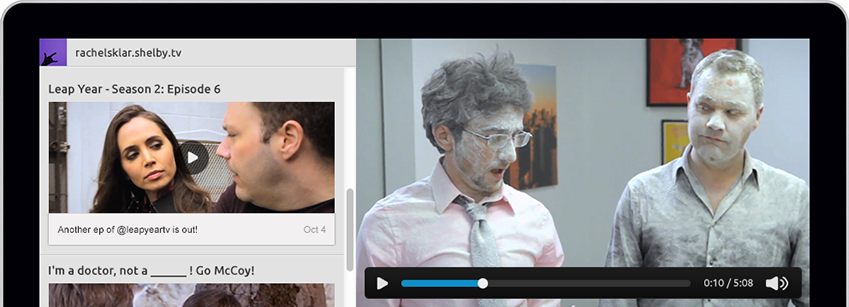 rachelsklar.shelby.tv
Leap Year - Season 2: Episode 6
Another ep of @leapyeartv is out!
Oct 4
I'm a doctor, not a ______ ! Go McCoy!
0:10 / 5:08